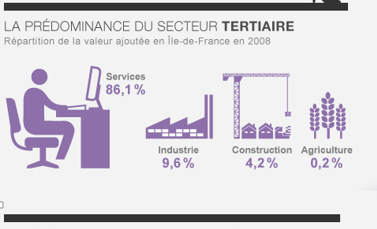 LA PRÉDOMINANCE DU SECTEUR TERTIAIRE
Répartition de la valeur ajoutée en Île-de-France en 2008
Services
86,1 %
Industrie
9,6 %
Construction
4,2 %
Agriculture
0,2 %